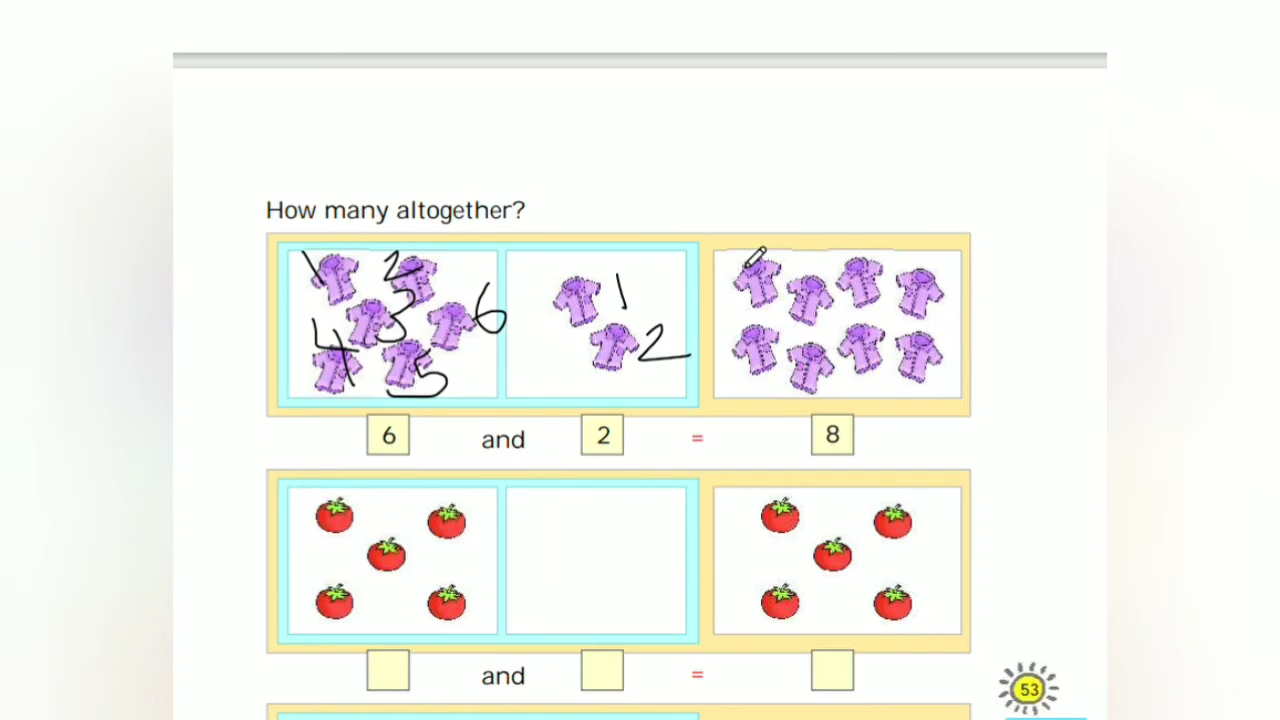 How many altogether?
1 2 3 6 4 5 1 2
6 and 2 = 8
and =
53